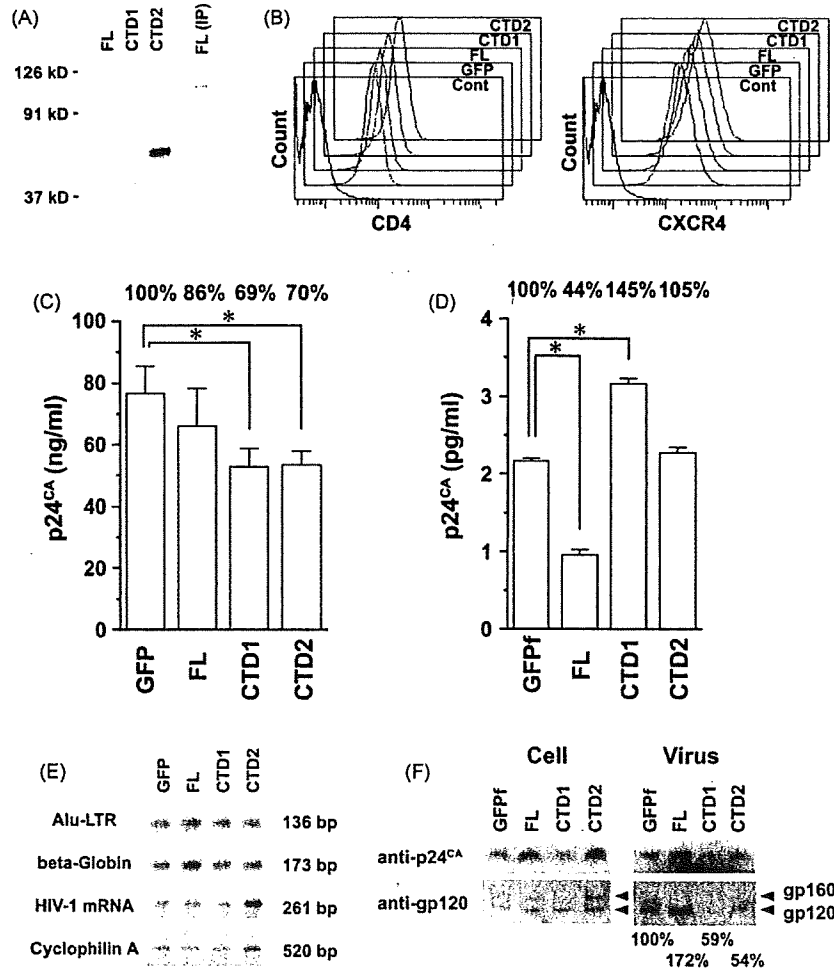 (A)
FL
CTD1
CTD2
FL (IP)
126 kD -
91 kD -
37 kD -
(B)
CTD2
CTD1
FL
GFP
Cont
Count
CD4
CTD2
CTD1
FL
GFP
Cont
Count
CXCR4
(C)
100% 86% 69% 70%
*
*
100
80
60
40
20
0
p24CA (ng/ml)
GFP
FL
CTD1
CTD2
(D)
100% 44% 145% 105%
*
*
4
3
2
1
0
p24CA (pg/ml)
GFPf
FL
CTD1
CTD2
(E)
GFP
FL
CTD1
CTD2
Alu-LTR 136 bp
beta-Globin 173 bp
HIV-1 mRNA 261 bp
Cyclophilin A 520 bp
(F)
Cell Virus
GFPf
FL
CTD1
CTD2
GFPf
FL
CTD1
CTD2
anti-p24CA
anti-gp120
gp160
gp120
100% 59%
172% 54%